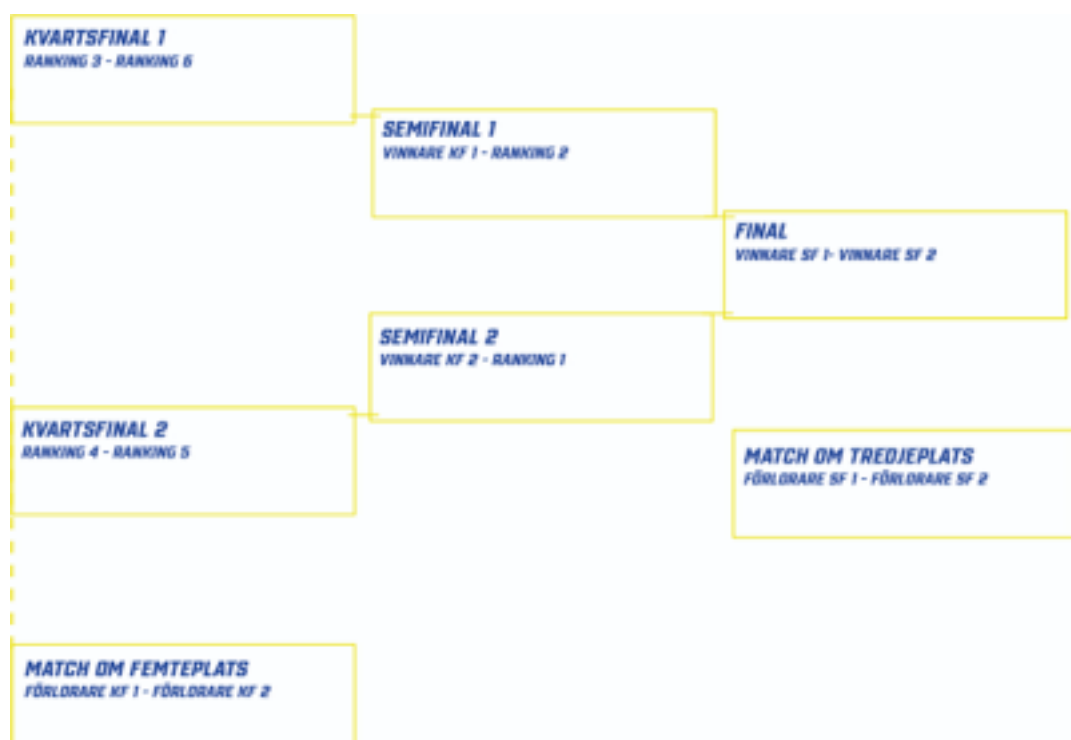 KVARTSFINAL 1
RANKING 3 - RANKING 6
SEMIFINAL 1
VINNARE KF 1 - RANKING 2
FINAL
VINNARE SF 1- VINNARE SF 2
SEMIFINAL 2
VINNARE KF 2 - RANKING 1
KVARTSFINAL 2
RANKING 4 - RANKING 5
MATCH OM TREDJEPLATS
FÖRLORARE SF 1 - FÖRLORARE SF 2
MATCH OM FEMTEPLATS
FÖRLORARE KF 1 - FÖRLORARE KF 2